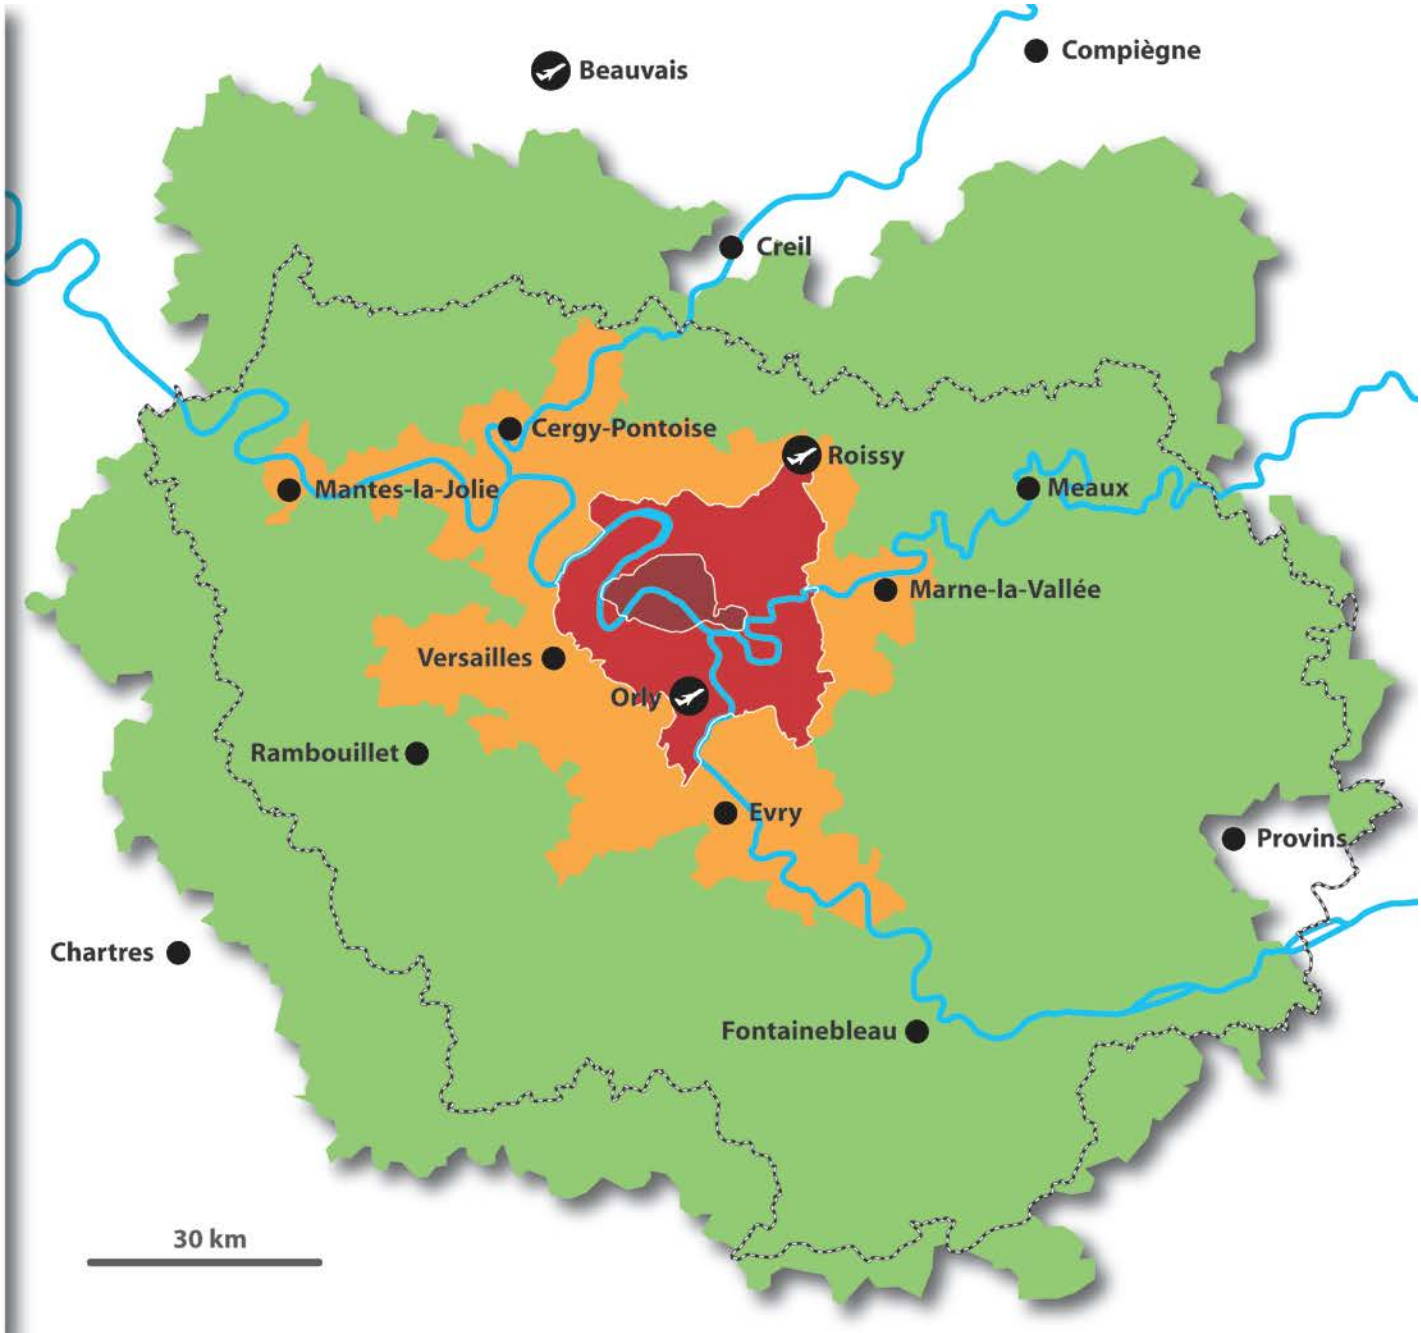 Compiègne
Beauvais
Creil
Cergy-Pontoise
Roissy
Mantes-la-Jolie
Meaux
Marne-la-Vallée
Versailles
Orly
Rambouillet
Evry
Provins
Chartres
Fontainebleau
30 km